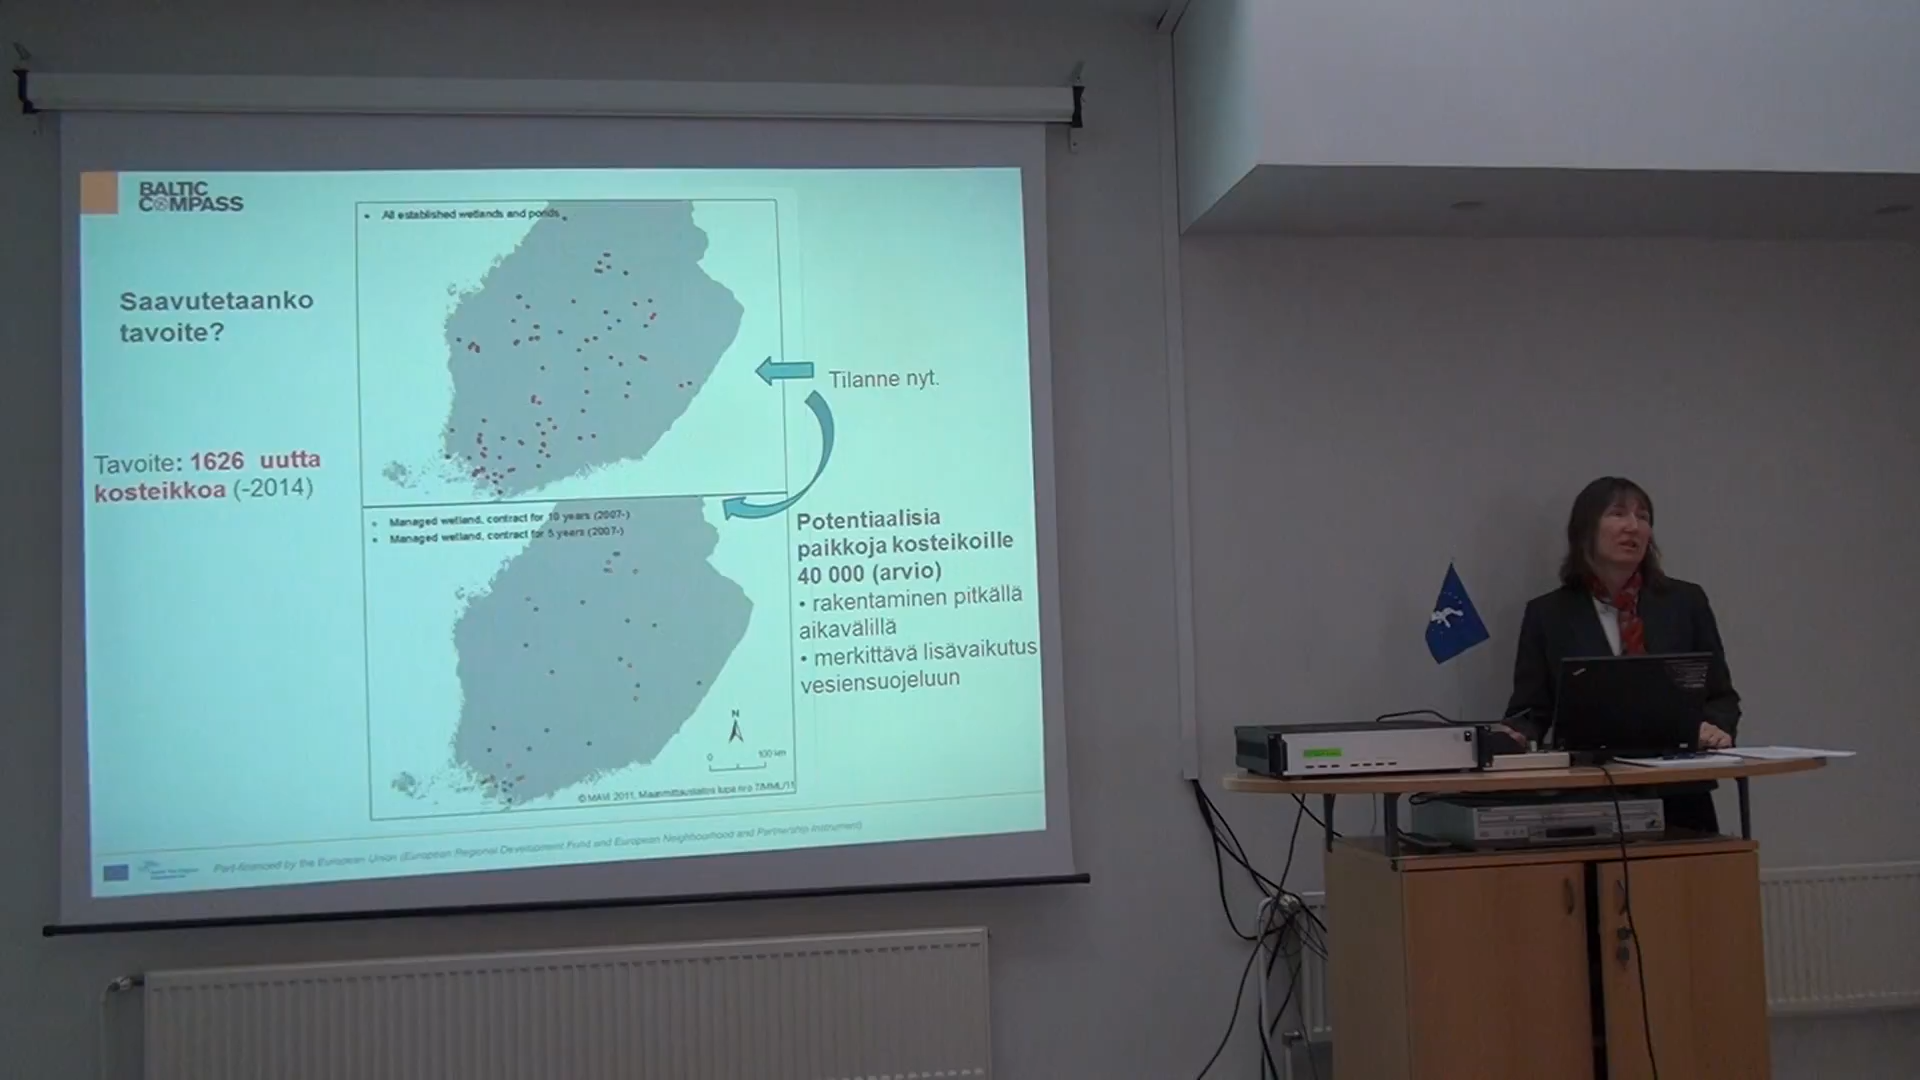 BALTIC
COMPASS
Saavutetaanko
tavoite?
Tavoite: 1626 uutta
kosteikkoa (-2014)
• All established wetlands and ponds
Tilanne nyt.
• Managed wetland, contract for 10 years (2007-)
• Managed wetland, contract for 5 years (2007-)
N
0 100 km
© MAVI 2011, Maanmittauslaitos lupa nro 7/MML/11
Potentiaalisia
paikkoja kosteikoille
40 000 (arvio)
• rakentaminen pitkällä
aikavälillä
• merkittävä lisävaikutus
vesiensuojeluun
Part-financed by the European Union (European Regional Development Fund and European Neighbourhood and Partnership Instrument)